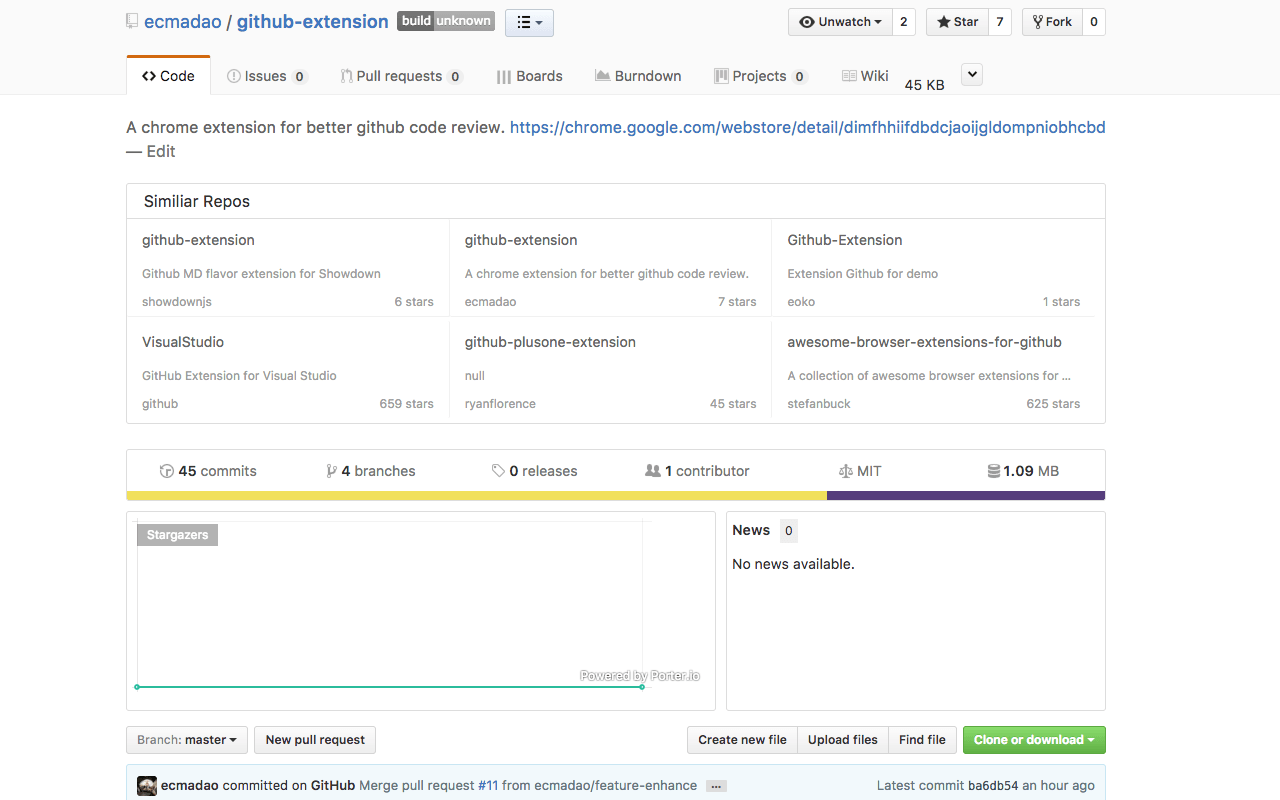 ecmadao / github-extension build unknown Unwatch 2 Star 7 Fork 0
Code Issues 0 Pull requests 0 Boards Burndown Projects 0 Wiki 45 KB
A chrome extension for better github code review. https://chrome.google.com/webstore/detail/dimfhhiifdbdcjaoijgldompniobhcbd
— Edit
Similiar Repos
github-extension github-extension Github-Extension
Github MD flavor extension for Showdown A chrome extension for better github code review. Extension Github for demo
showdownjs 6 stars ecmadao 7 stars eoko 1 stars
VisualStudio github-plusone-extension awesome-browser-extensions-for-github
GitHub Extension for Visual Studio null A collection of awesome browser extensions for ...
github 659 stars ryanflorence 45 stars stefanbuck 625 stars
45 commits 4 branches 0 releases 1 contributor MIT 1.09 MB
Stargazers
Powered by Porter.io
News 0
No news available.
Branch: master New pull request Create new file Upload files Find file Clone or download
ecmadao committed on GitHub Merge pull request #11 from ecmadao/feature-enhance ... Latest commit ba6db54 an hour ago